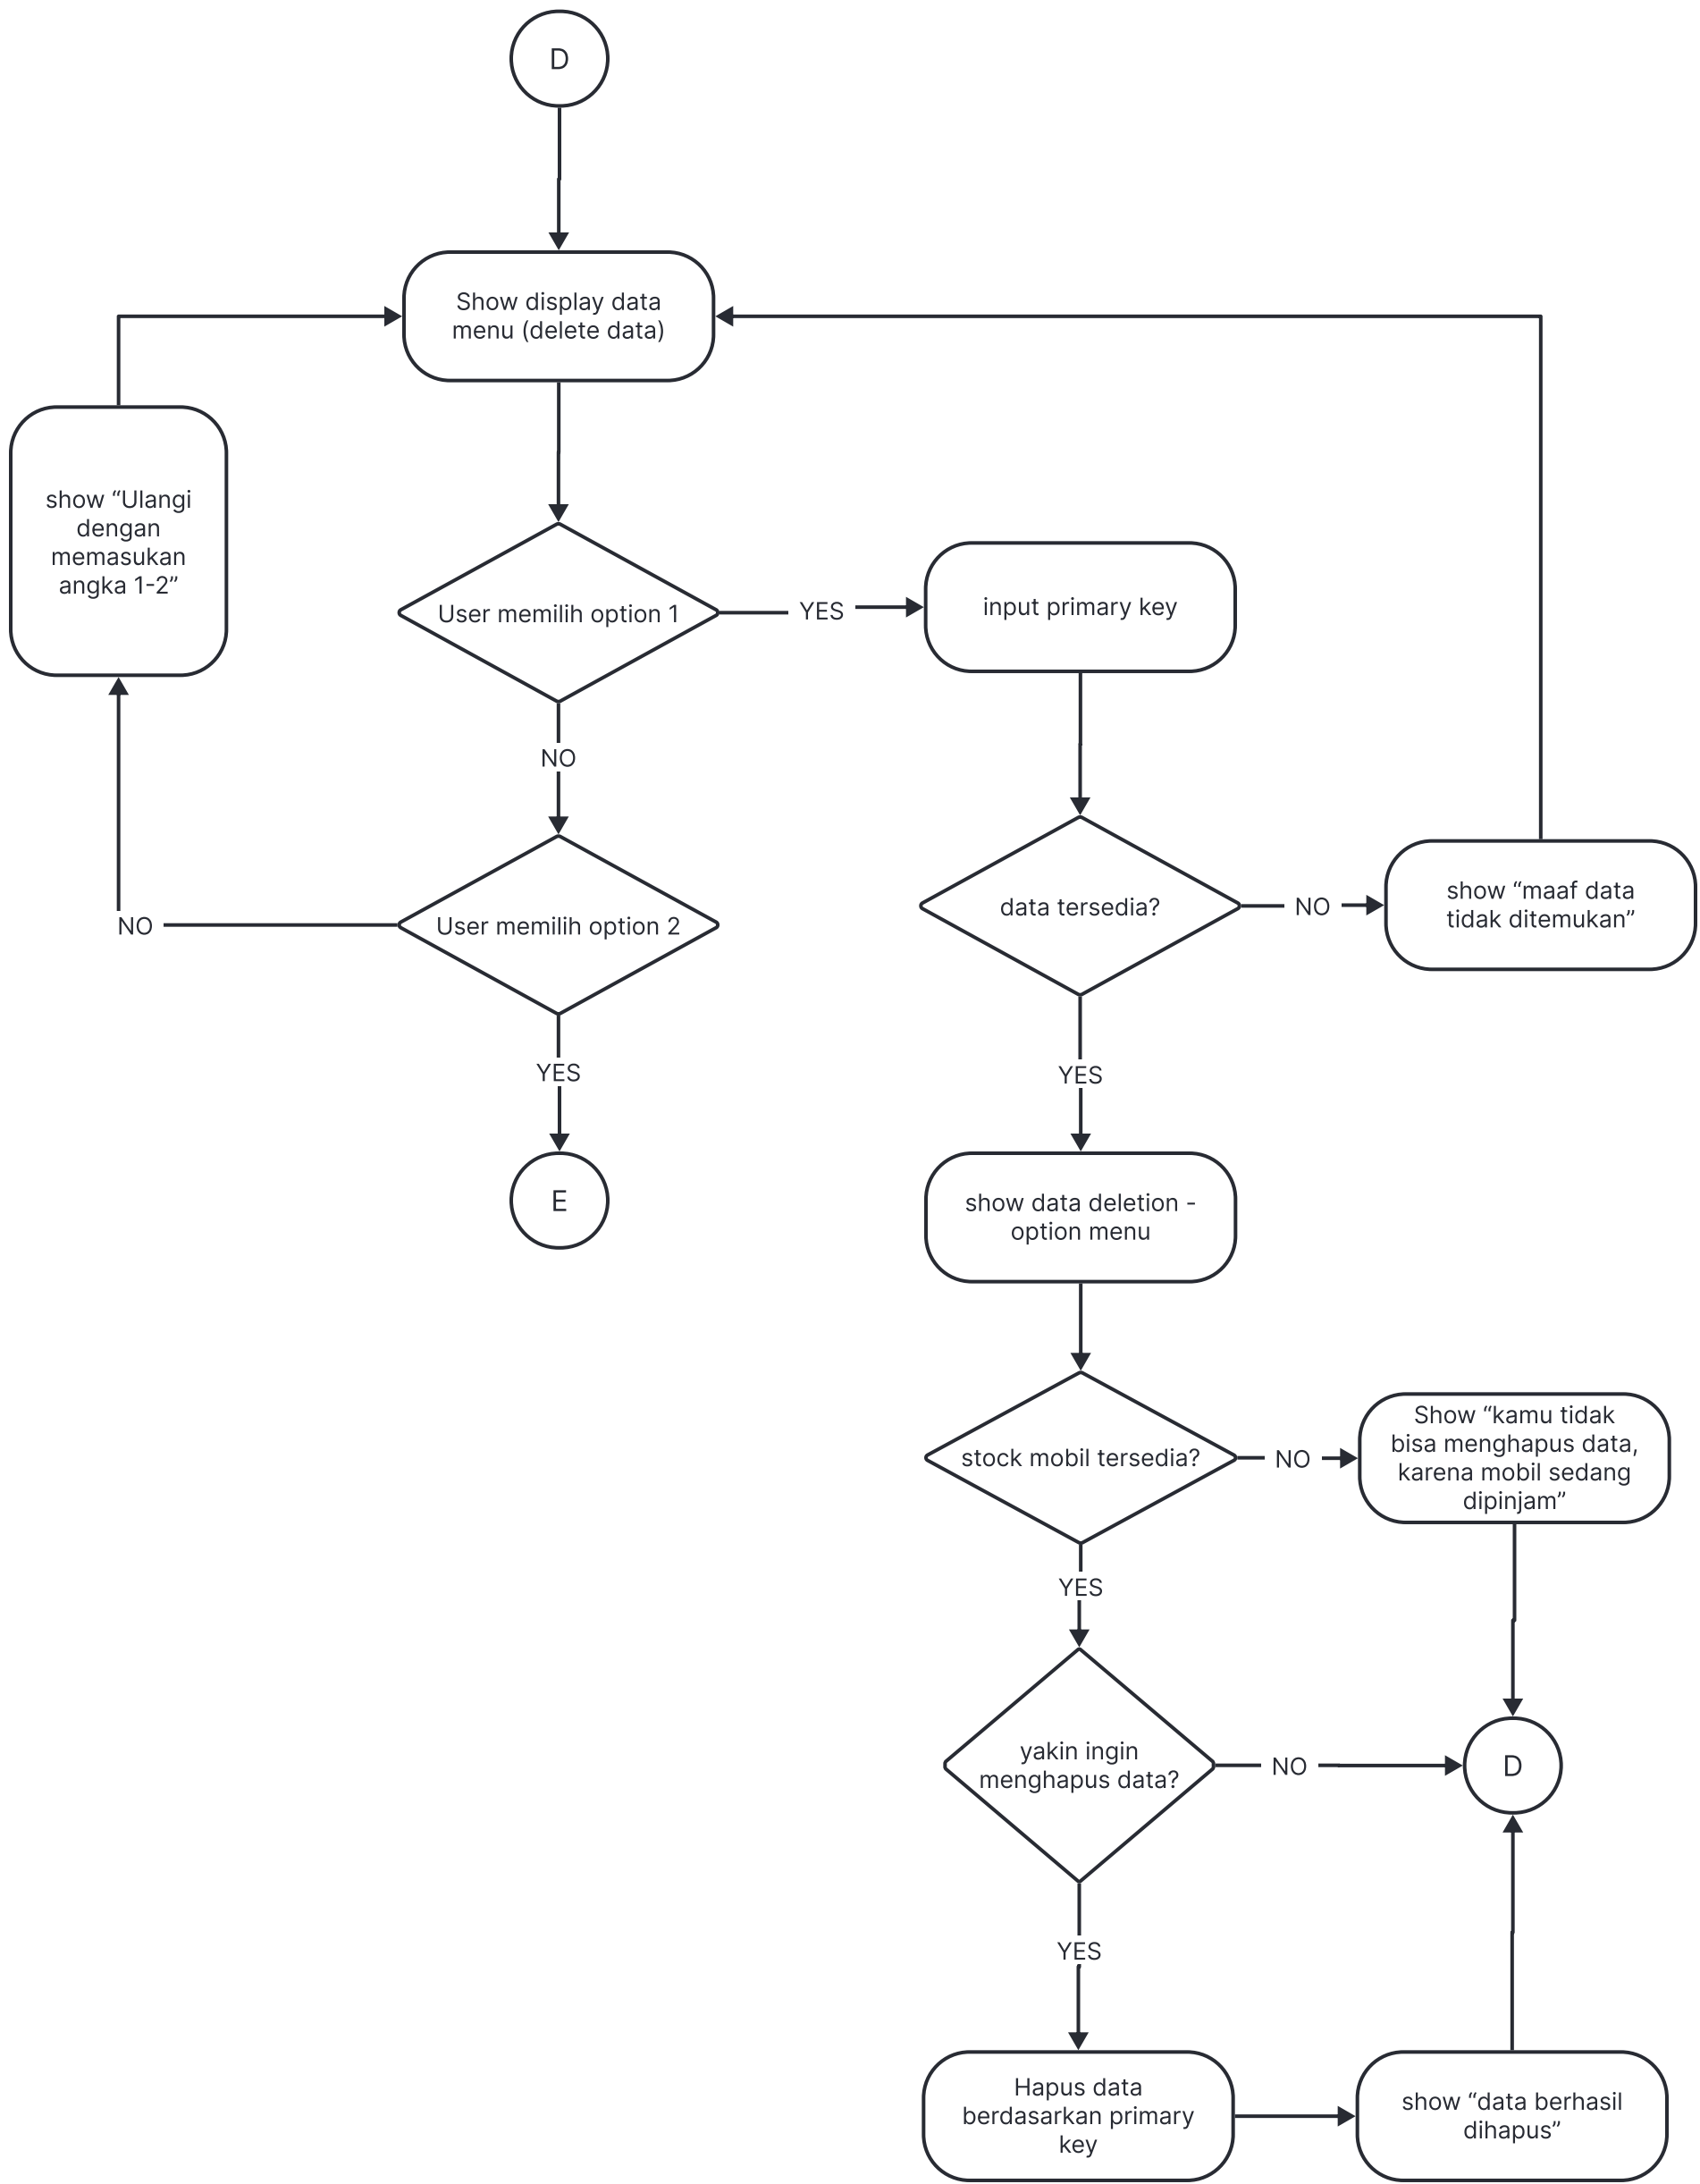 D
Show display data
menu (delete data)
show “Ulangi
dengan
memasukan
angka 1-2”
User memilih option 1
YES
input primary key
NO
User memilih option 2
NO
YES
E
data tersedia?
NO
show “maaf data
tidak ditemukan”
YES
show data deletion -
option menu
stock mobil tersedia?
NO
Show “kamu tidak
bisa menghapus data,
karena mobil sedang
dipinjam”
YES
yakin ingin
menghapus data?
NO
D
YES
Hapus data
berdasarkan primary
key
show “data berhasil
dihapus”